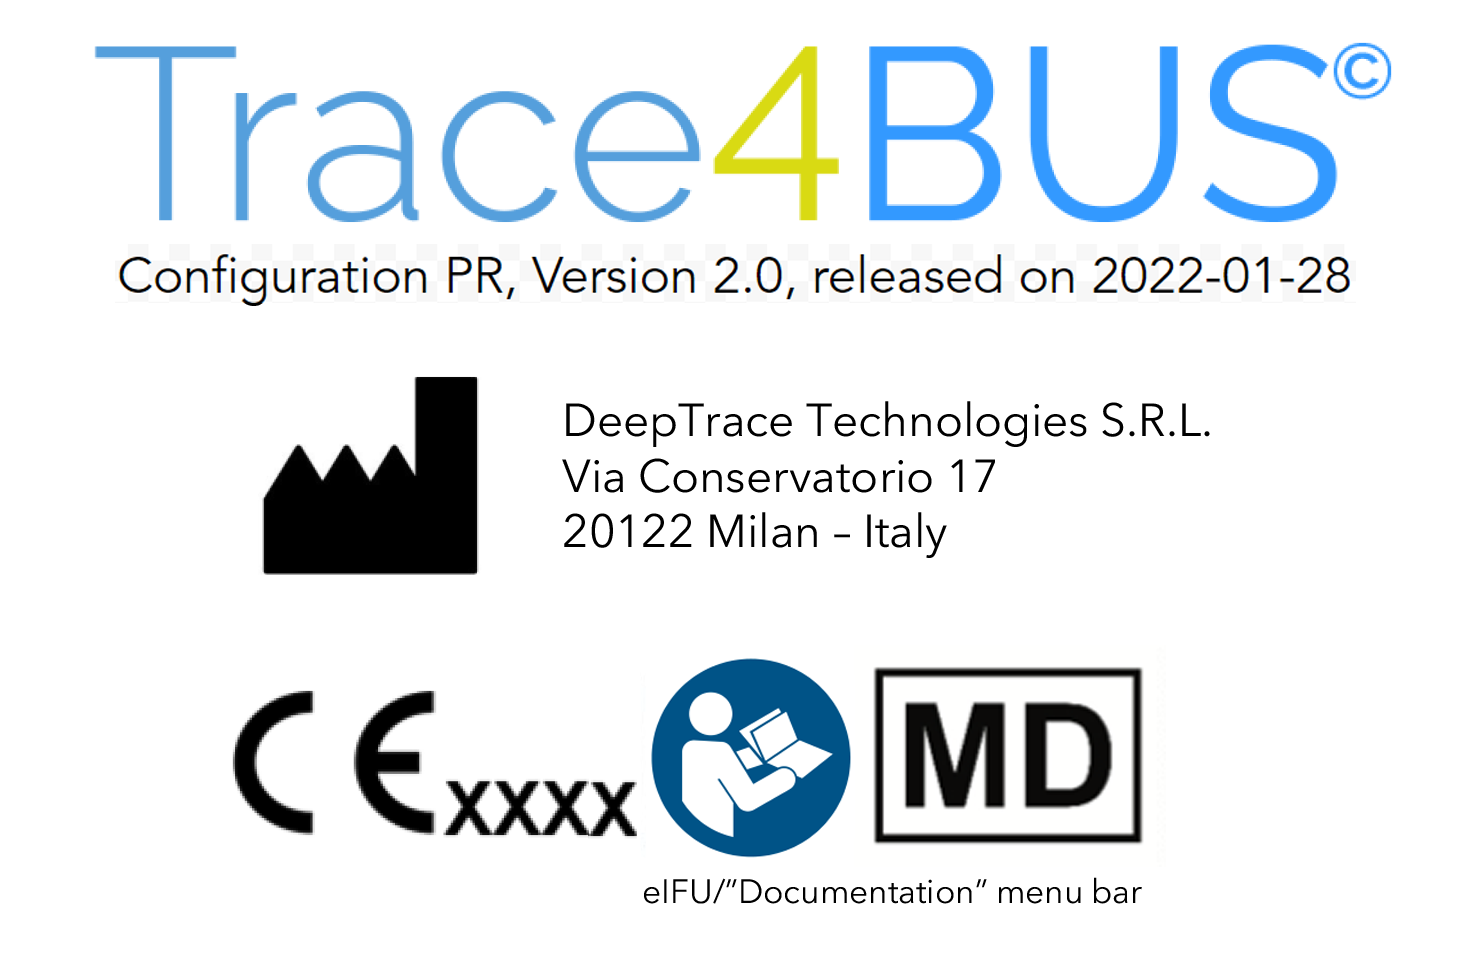 Trace4BUS©
Configuration PR, Version 2.0, released on 2022-01-28
DeepTrace Technologies S.R.L.
Via Conservatorio 17
20122 Milan – Italy
CE xxxx
MD
eIFU/”Documentation” menu bar